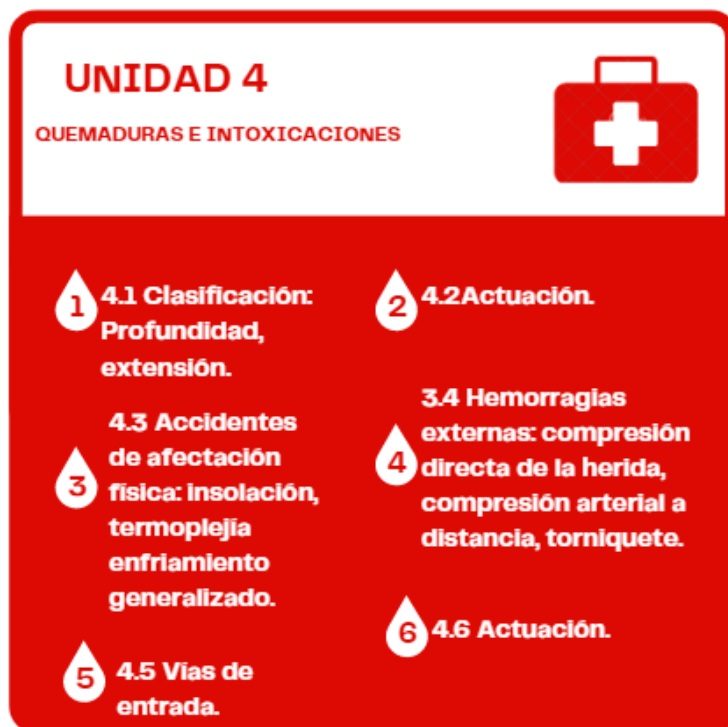 UNIDAD 4
QUEMADURAS E INTOXICACIONES
1
4.1 Clasificación:
Profundidad,
extensión.
2
4.2Actuación.
3
4.3 Accidentes
de afectación
física: insolación,
termoplejía
enfriamiento
generalizado.
4
3.4 Hemorragias
externas: compresión
directa de la herida,
compresión arterial a
distancia, torniquete.
5
4.5 Vías de
entrada.
6
4.6 Actuación.